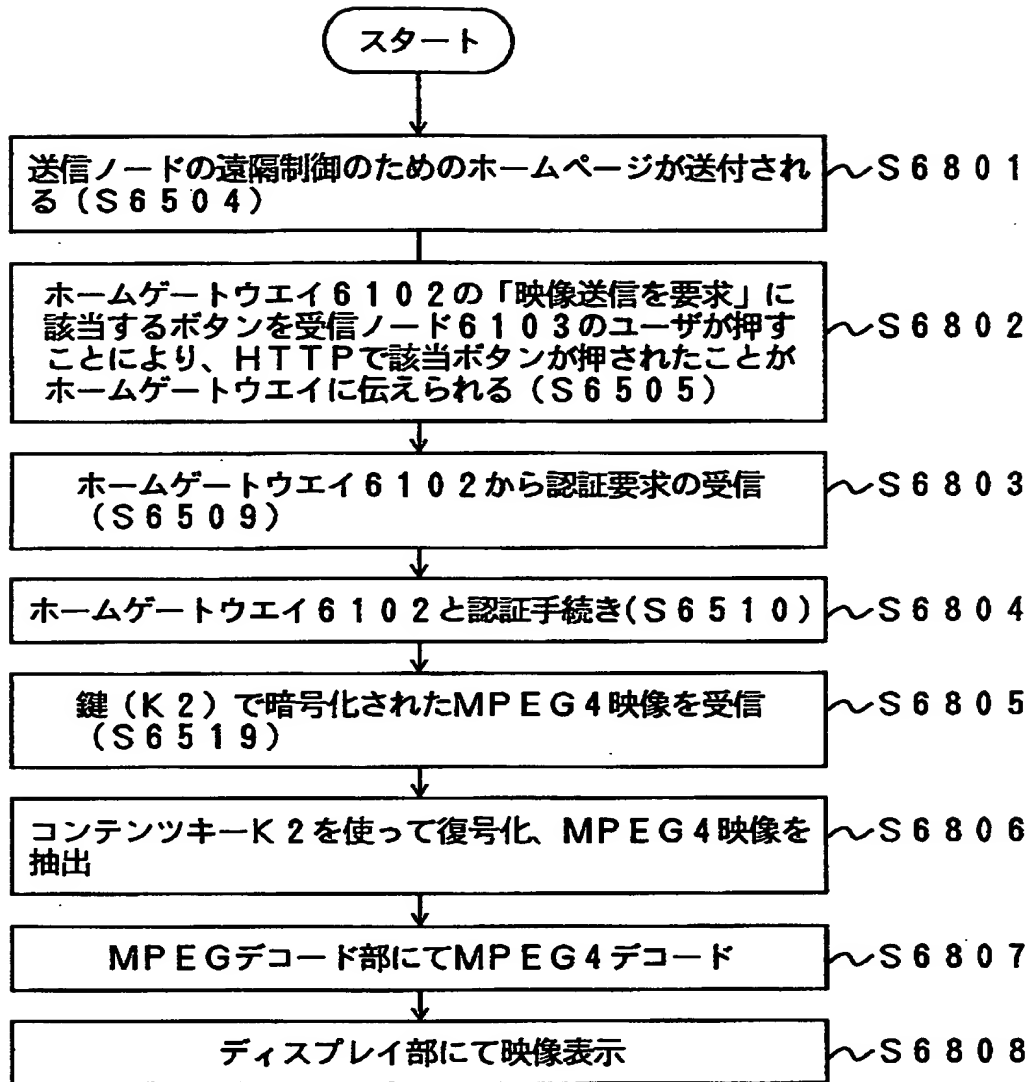 スタート
送信ノードの遠隔制御のためのホームページが送付され
る(S6504)
～S6801
ホームゲートウエイ6102の「映像送信を要求」に
該当するボタンを受信ノード6103のユーザが押す
ことにより、HTTPで該当ボタンが押されたことが
ホームゲートウエイに伝えられる(S6505)
～S6802
ホームゲートウエイ6102から認証要求の受信
(S6509)
～S6803
ホームゲートウエイ6102と認証手続き(S6510)
～S6804
鍵(K2)で暗号化されたMPEG4映像を受信
(S6519)
～S6805
コンテンツキーK2を使って復号化、MPEG4映像を
抽出
～S6806
MPEGデコード部にてMPEG4デコード
～S6807
ディスプレイ部にて映像表示
～S6808